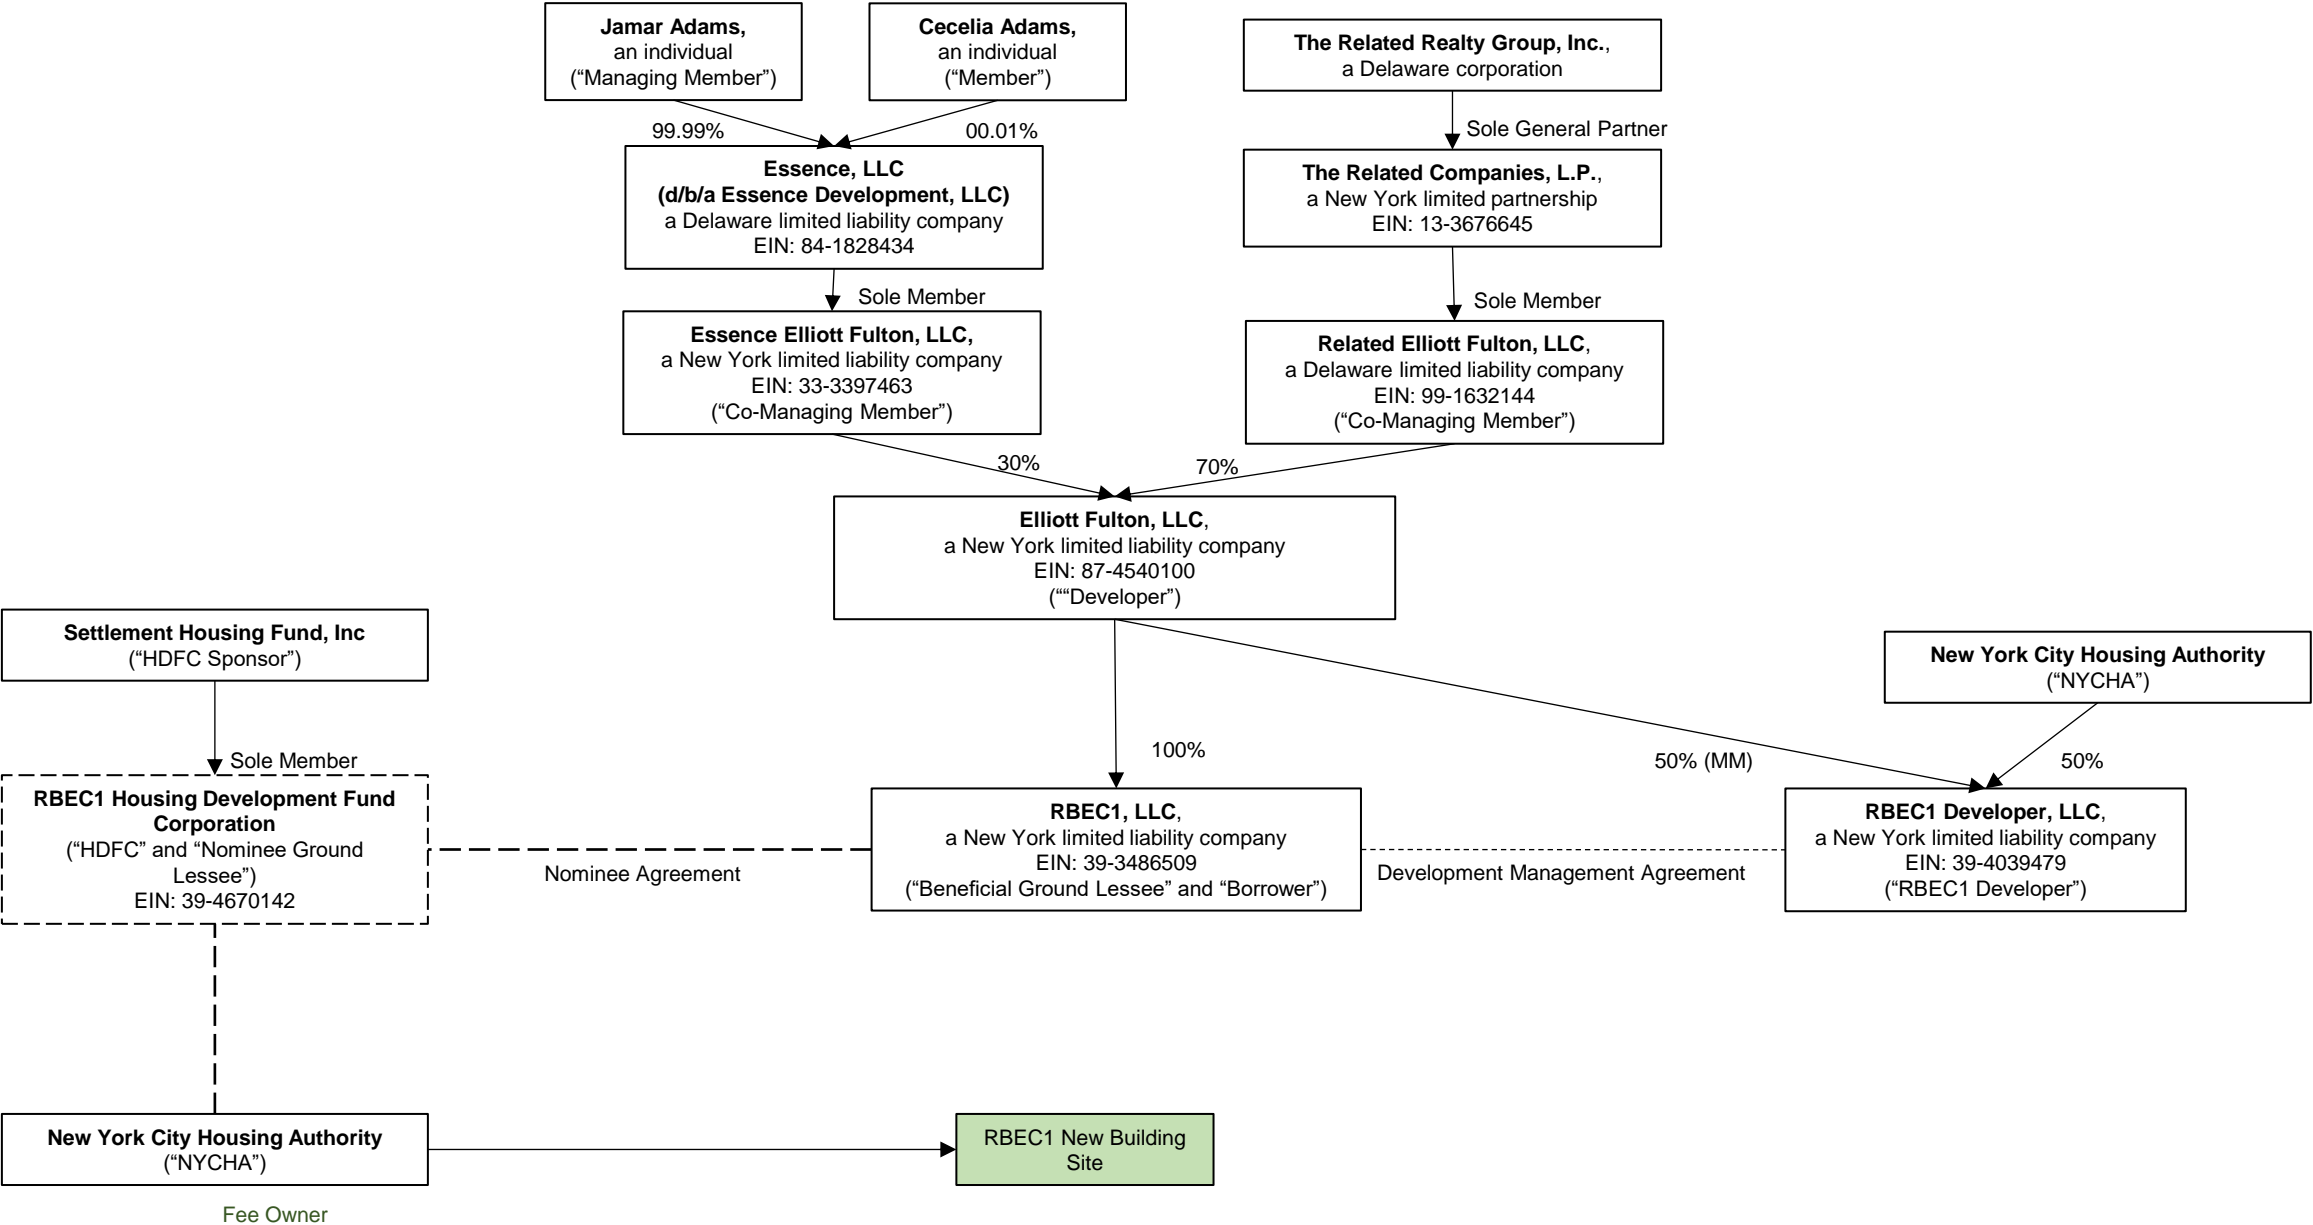 Jamar Adams,
an individual
(“Managing Member”)
Cecelia Adams,
an individual
(“Member”)
The Related Realty Group, Inc.,
a Delaware corporation
99.99%
00.01%
Sole General Partner
Essence, LLC
(d/b/a Essence Development, LLC)
a Delaware limited liability company
EIN: 84-1828434
The Related Companies, L.P.,
a New York limited partnership
EIN: 13-3676645
Sole Member
Sole Member
Essence Elliott Fulton, LLC,
a New York limited liability company
EIN: 33-3397463
(“Co-Managing Member”)
Related Elliott Fulton, LLC,
a Delaware limited liability company
EIN: 99-1632144
(“Co-Managing Member”)
30%
70%
Elliott Fulton, LLC,
a New York limited liability company
EIN: 87-4540100
(““Developer”)
Settlement Housing Fund, Inc
(“HDFC Sponsor”)
New York City Housing Authority
(“NYCHA”)
Sole Member
100%
50% (MM)
50%
RBEC1 Housing Development Fund
Corporation
(“HDFC” and “Nominee Ground
Lessee”)
EIN: 39-4670142
Nominee Agreement
RBEC1, LLC,
a New York limited liability company
EIN: 39-3486509
(“Beneficial Ground Lessee” and “Borrower”)
Development Management Agreement
RBEC1 Developer, LLC,
a New York limited liability company
EIN: 39-4039479
(“RBEC1 Developer”)
New York City Housing Authority
(“NYCHA”)
RBEC1 New Building
Site
Fee Owner